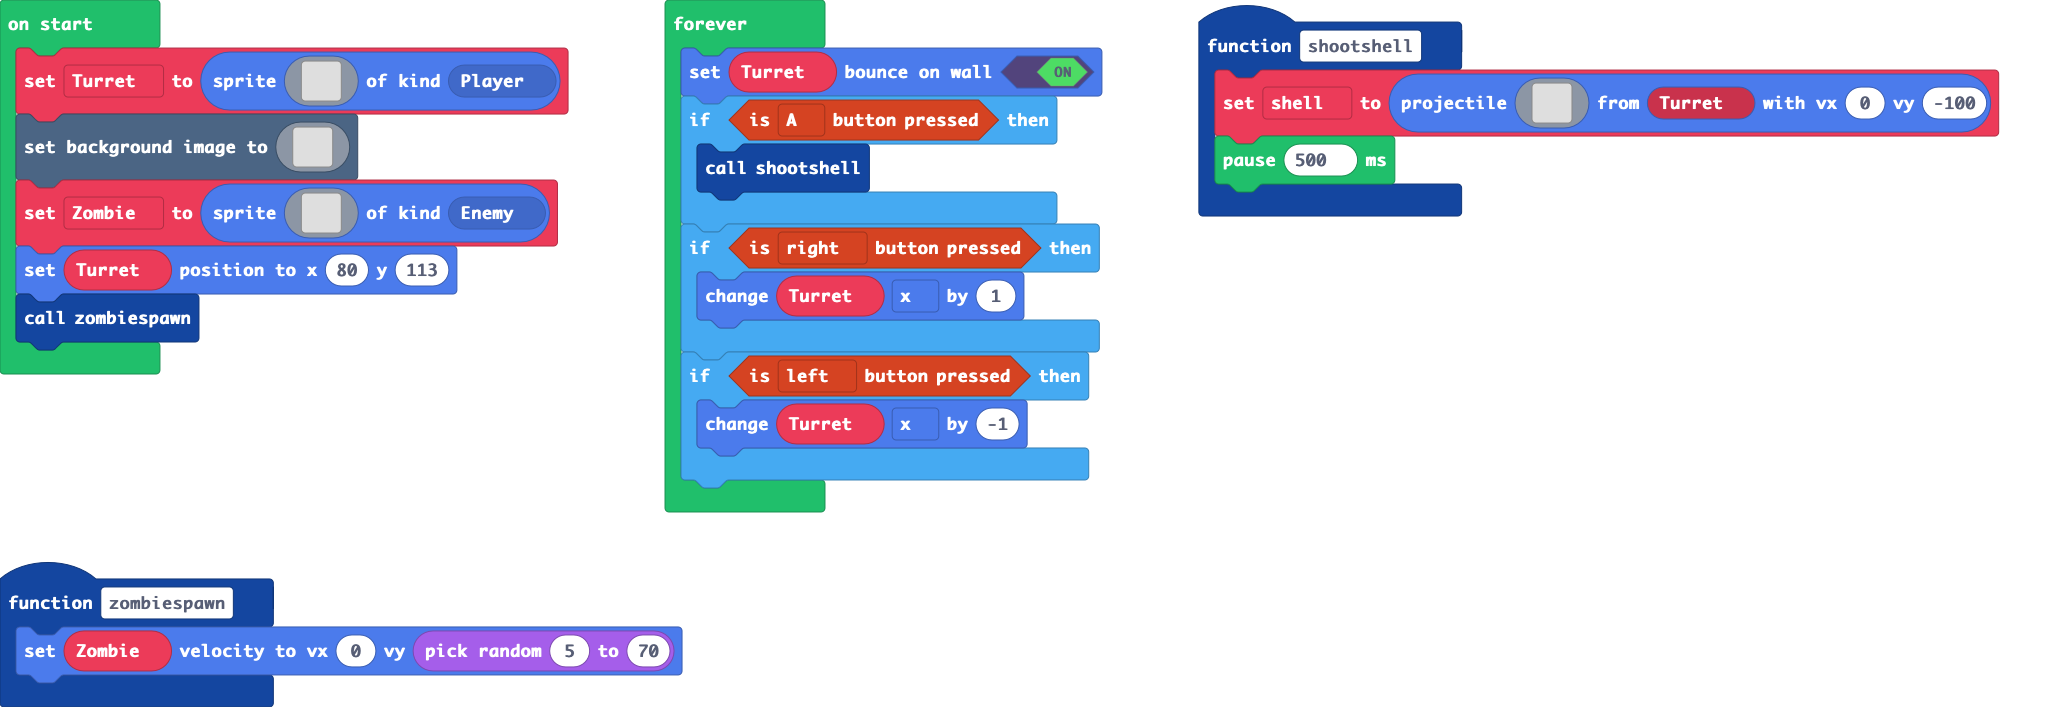 on start
set Turret to sprite of kind Player
set background image to
set Zombie to sprite of kind Enemy
set Turret position to x 80 y 113
call zombiespawn
forever
set Turret bounce on wall ON
if is A button pressed then
call shootshell
if is right button pressed then
change Turret x by 1
if is left button pressed then
change Turret x by -1
function shootshell
set shell to projectile from Turret with vx 0 vy -100
pause 500 ms
function zombiespawn
set Zombie velocity to vx 0 vy pick random 5 to 70